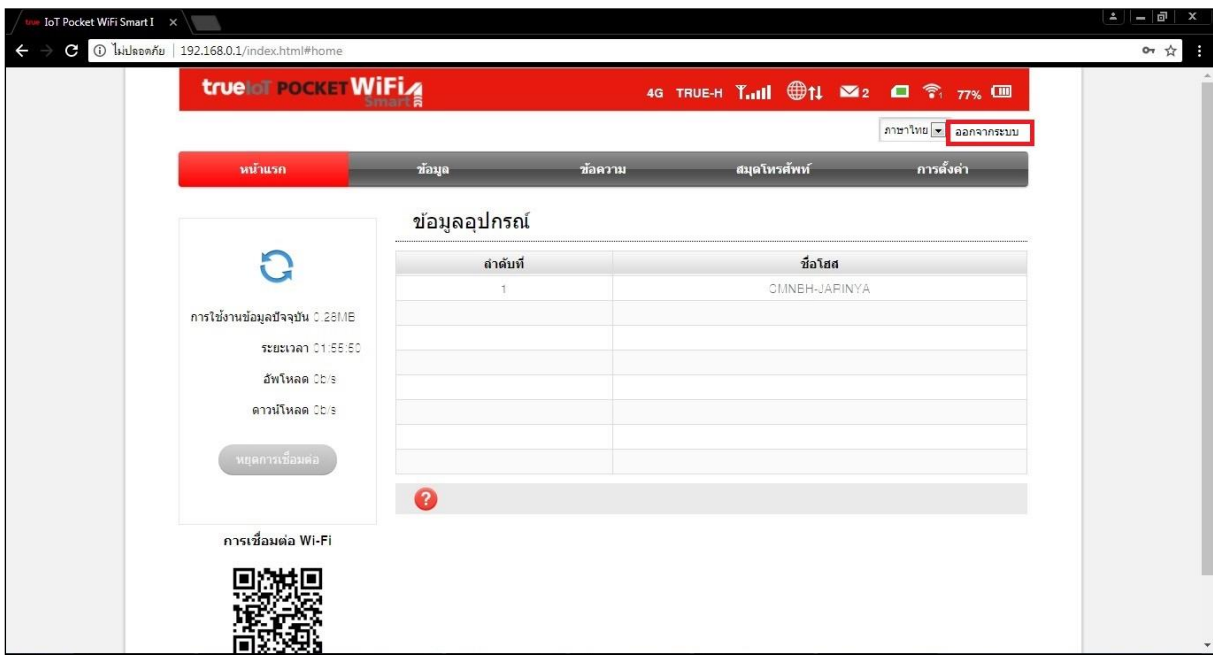 true IoT Pocket WiFi Smart I
ไม่ปลอดภัย 192.168.0.1/index.html#home
true IoT POCKET WiFi Smart
4G TRUE-H 2 1 77%
ภาษาไทย ออกจากระบบ
หน้าแรก ข้อมูล ข้อความ สมุดโทรศัพท์ การตั้งค่า
ข้อมูลอุปกรณ์
ลำดับที่ ชื่อโฮส
1 OMNEH-JARINYA
การใช้งานข้อมูลปัจจุบัน 0.28MB
ระยะเวลา 01:55:50
อัพโหลด 0b/s
ดาวน์โหลด 0b/s
หยุดการเชื่อมต่อ
?
การเชื่อมต่อ Wi-Fi